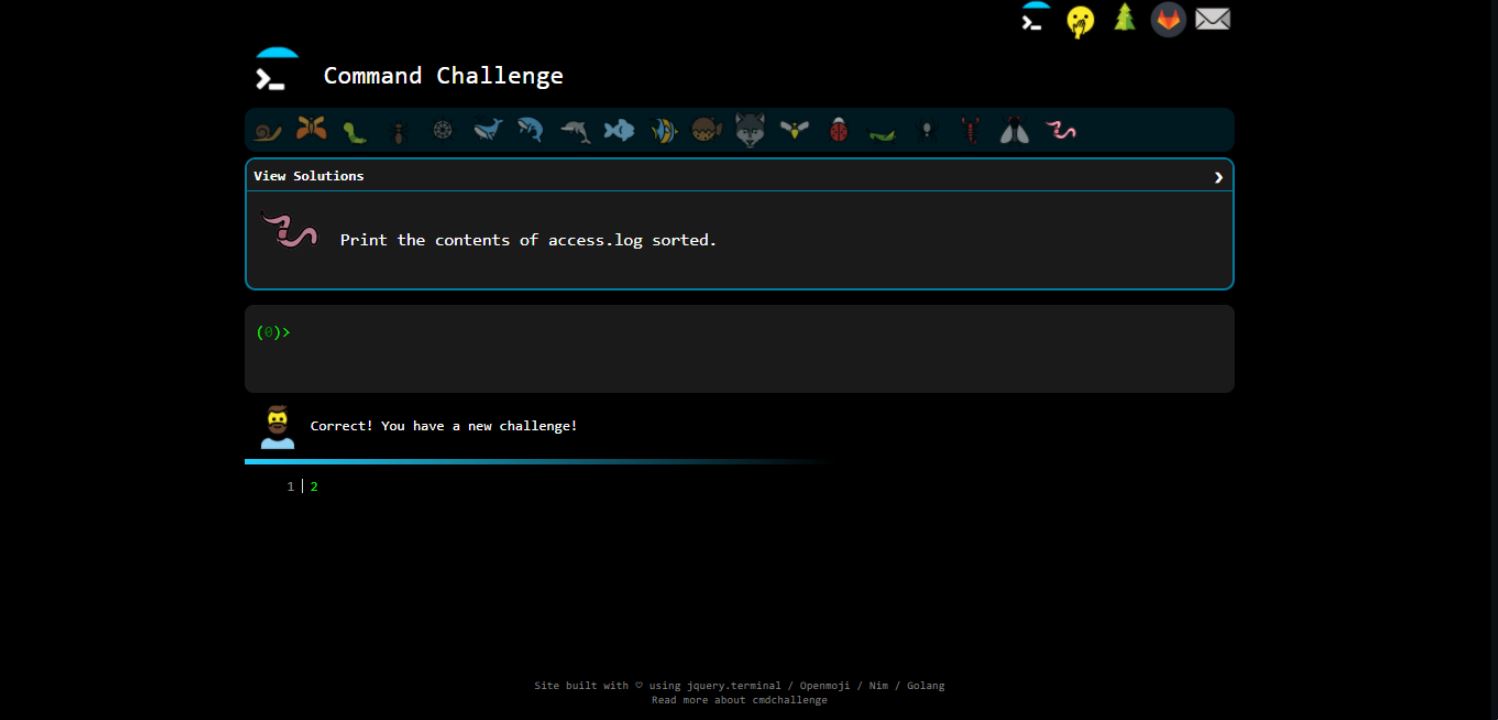 Command Challenge
View Solutions
Print the contents of access.log sorted.
(0)>
Correct! You have a new challenge!
1 2
Site built with ♡ using jquery.terminal / Openmoji / Nim / Golang
Read more about cmdchallenge